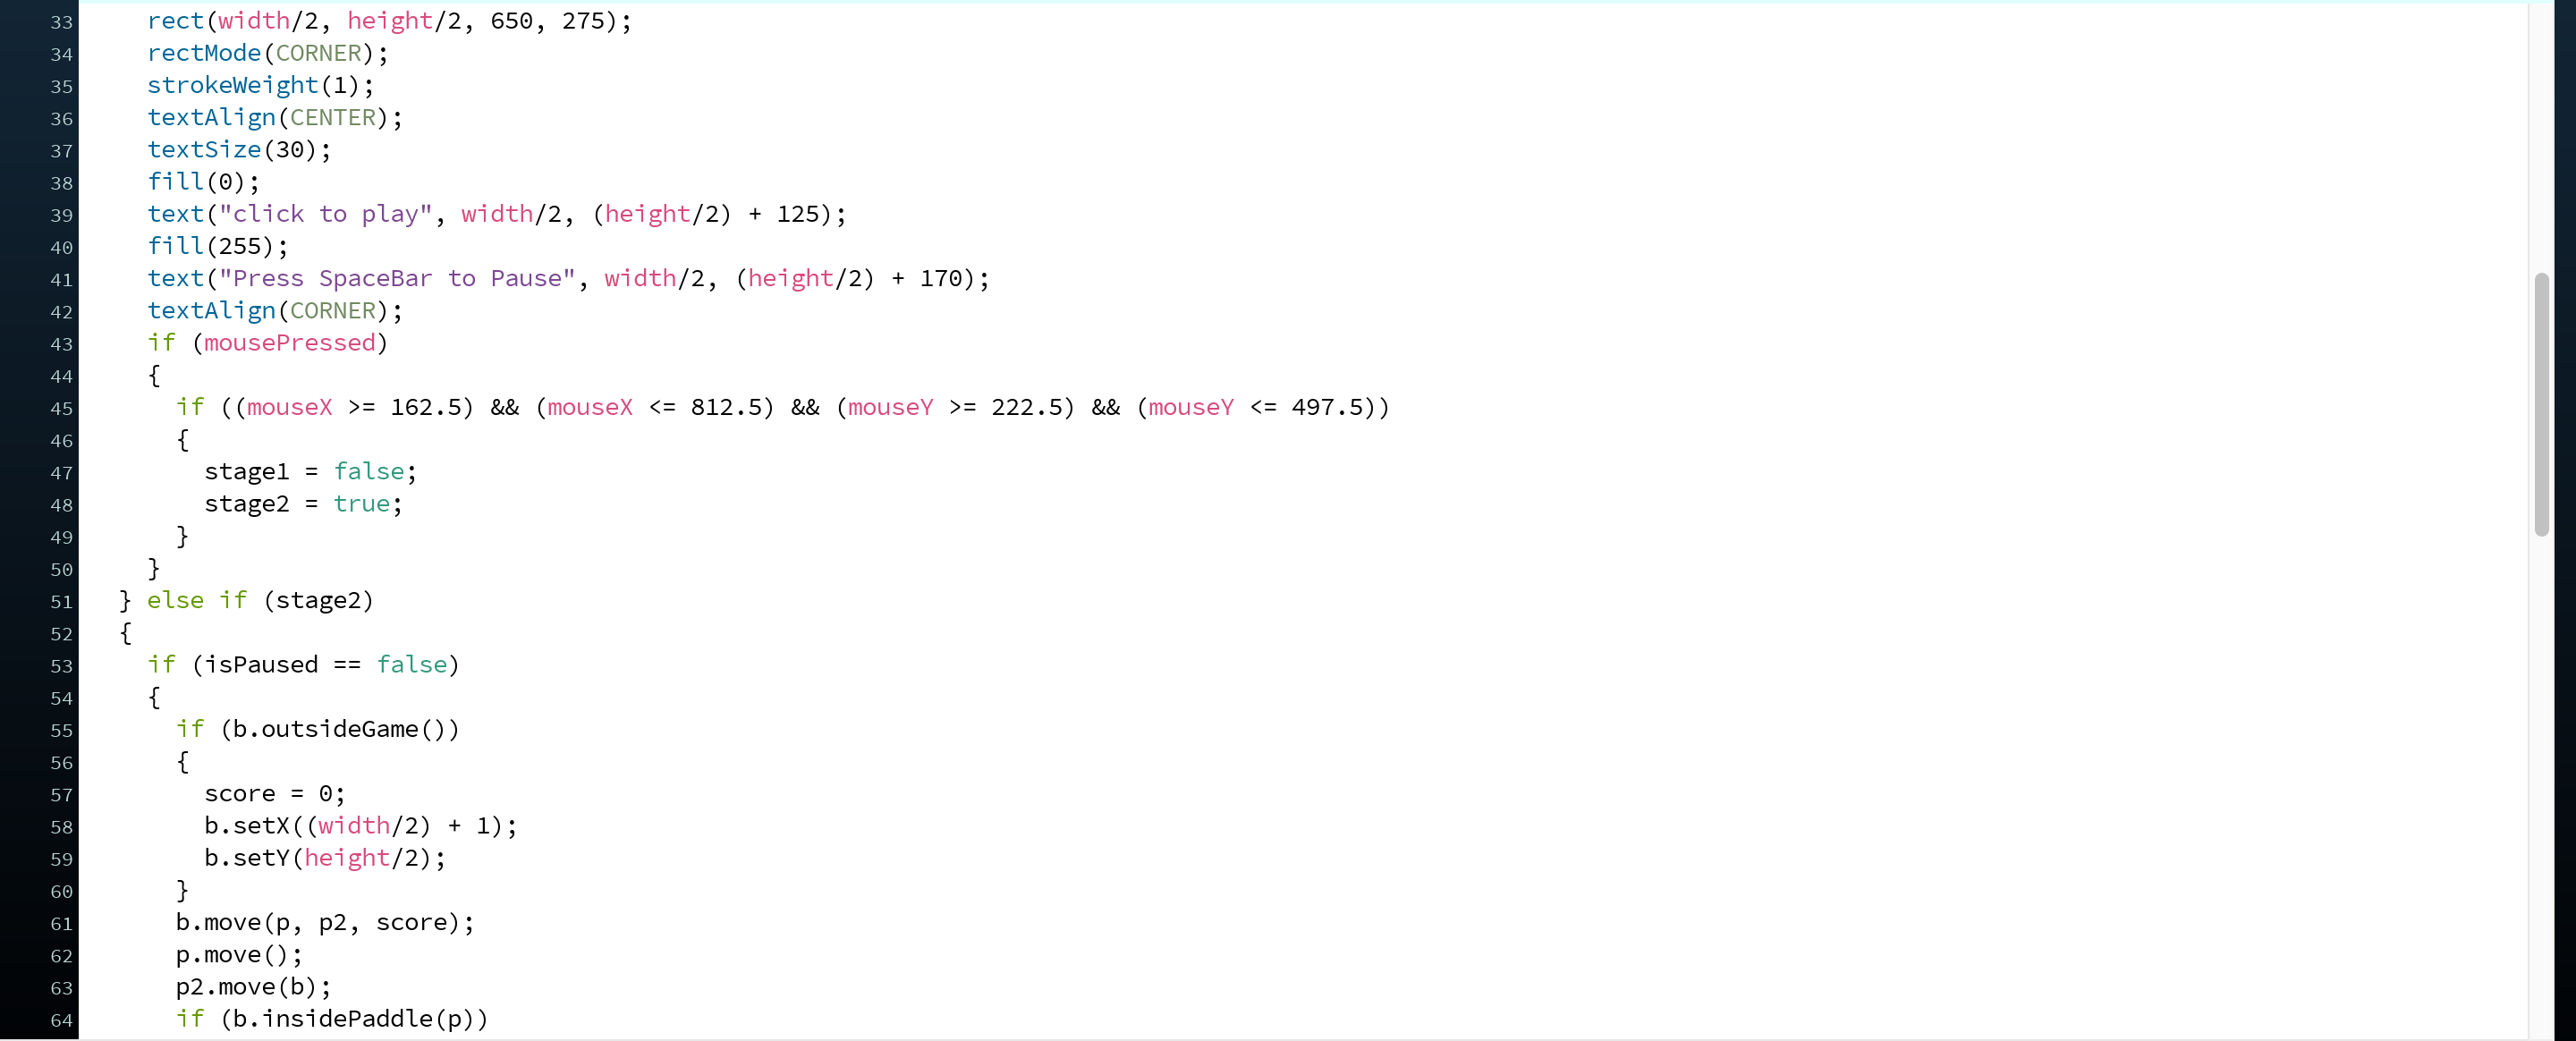 33 rect(width/2, height/2, 650, 275);
34 rectMode(CORNER);
35 strokeWeight(1);
36 textAlign(CENTER);
37 textSize(30);
38 fill(0);
39 text("click to play", width/2, (height/2) + 125);
40 fill(255);
41 text("Press SpaceBar to Pause", width/2, (height/2) + 170);
42 textAlign(CORNER);
43 if (mousePressed)
44 {
45 if ((mouseX >= 162.5) && (mouseX <= 812.5) && (mouseY >= 222.5) && (mouseY <= 497.5))
46 {
47 stage1 = false;
48 stage2 = true;
49 }
50 }
51 } else if (stage2)
52 {
53 if (isPaused == false)
54 {
55 if (b.outsideGame())
56 {
57 score = 0;
58 b.setX((width/2) + 1);
59 b.setY(height/2);
60 }
61 b.move(p, p2, score);
62 p.move();
63 p2.move(b);
64 if (b.insidePaddle(p))